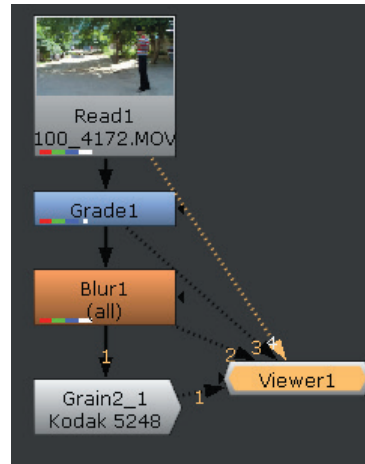 Read1
100_4172.MOV
Grade1
Blur1
(all)
1
2
3
4
1
Viewer1
Grain2_1
Kodak 5248